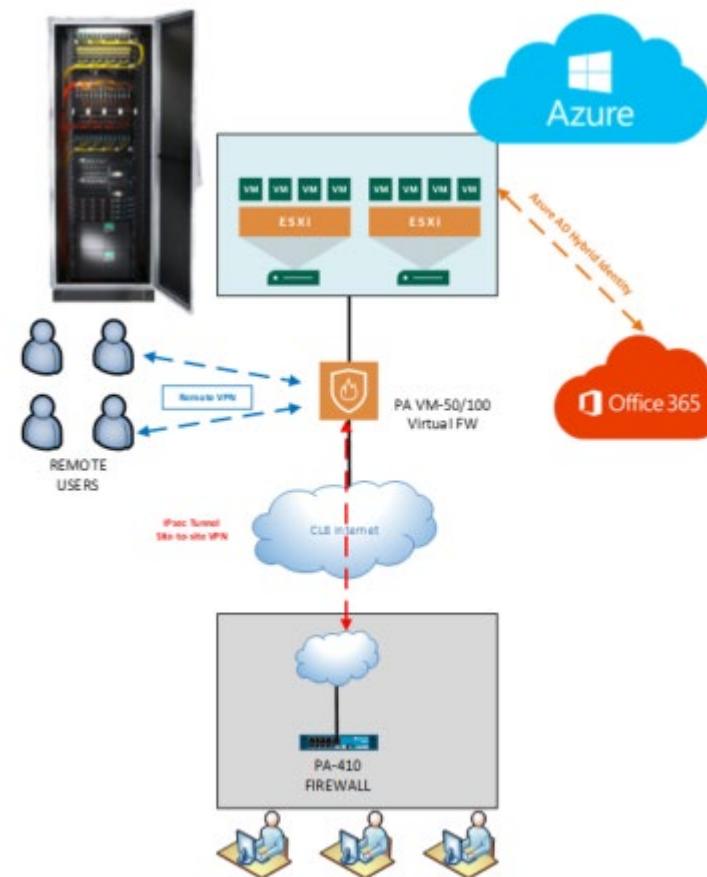 Azure
VM VM VM VM
VM VM VM VM
ESXi
ESXi
Azure AD Hybrid Identity
Office 365
Remote VPN
PA VM-50/100
Virtual FW
REMOTE
USERS
IPsec Tunnel
Site-to-site VPN
Internet
PA-410
FIREWALL